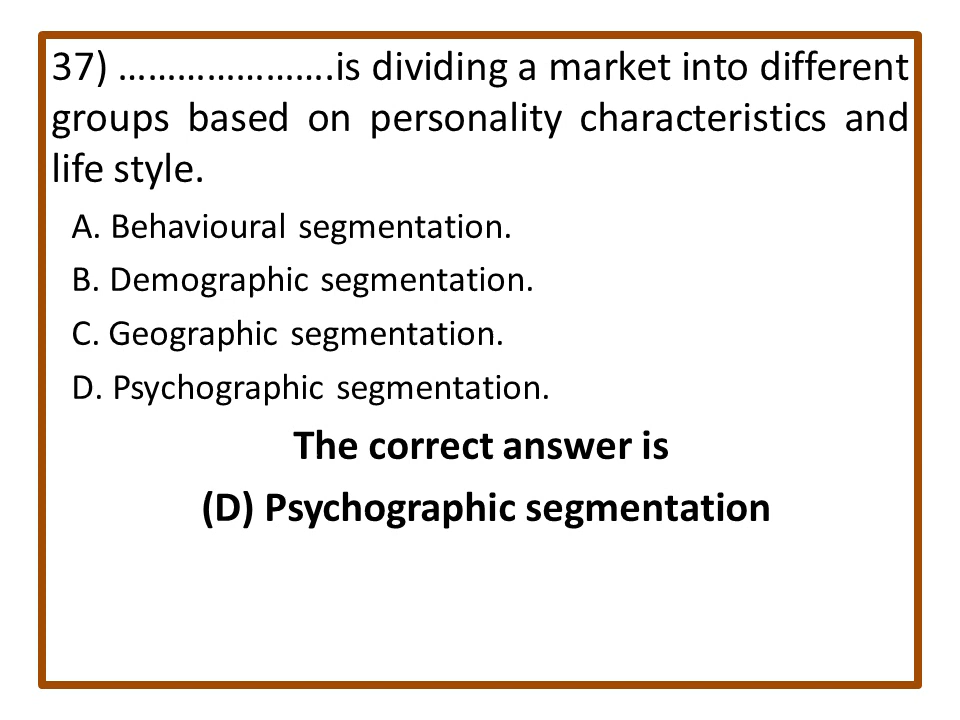 37) ………………….is dividing a market into different
groups based on personality characteristics and
life style.
A. Behavioural segmentation.
B. Demographic segmentation.
C. Geographic segmentation.
D. Psychographic segmentation.
The correct answer is
(D) Psychographic segmentation